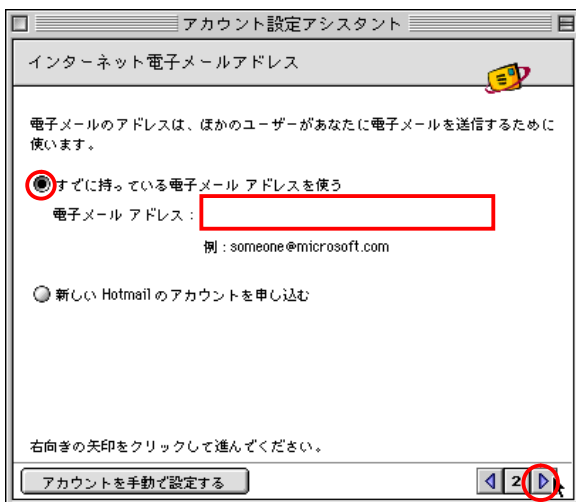 アカウント設定アシスタント
インターネット電子メールアドレス
電子メールのアドレスは、ほかのユーザーがあなたに電子メールを送信するために
使います。
すでに持っている電子メール アドレスを使う
電子メール アドレス：
例：someone@microsoft.com
新しい Hotmail のアカウントを申し込む
右向きの矢印をクリックして進んでください。
アカウントを手動で設定する
2